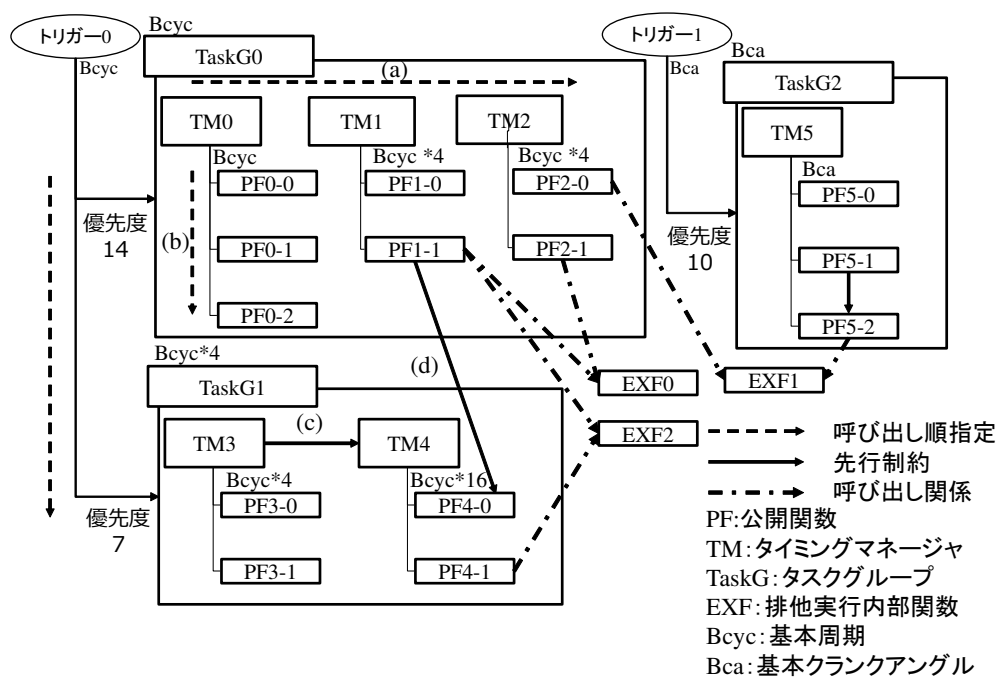 トリガー0
Bcyc
Bcyc
TaskG0
(a)
TM0
TM1
TM2
Bcyc
Bcyc *4
Bcyc *4
PF0-0
PF1-0
PF2-0
(b)
PF0-1
PF1-1
PF2-1
PF0-2
優先度
14
トリガー1
Bca
Bca
TaskG2
TM5
Bca
PF5-0
PF5-1
PF5-2
優先度
10
Bcyc*4
TaskG1
(d)
(c)
TM3
TM4
Bcyc*4
Bcyc*16
PF3-0
PF4-0
PF3-1
PF4-1
優先度
7
EXF0
EXF1
EXF2
呼び出し順指定
先行制約
呼び出し関係
PF:公開関数
TM:タイミングマネージャ
TaskG:タスクグループ
EXF:排他実行内部関数
Bcyc:基本周期
Bca:基本クランクアングル